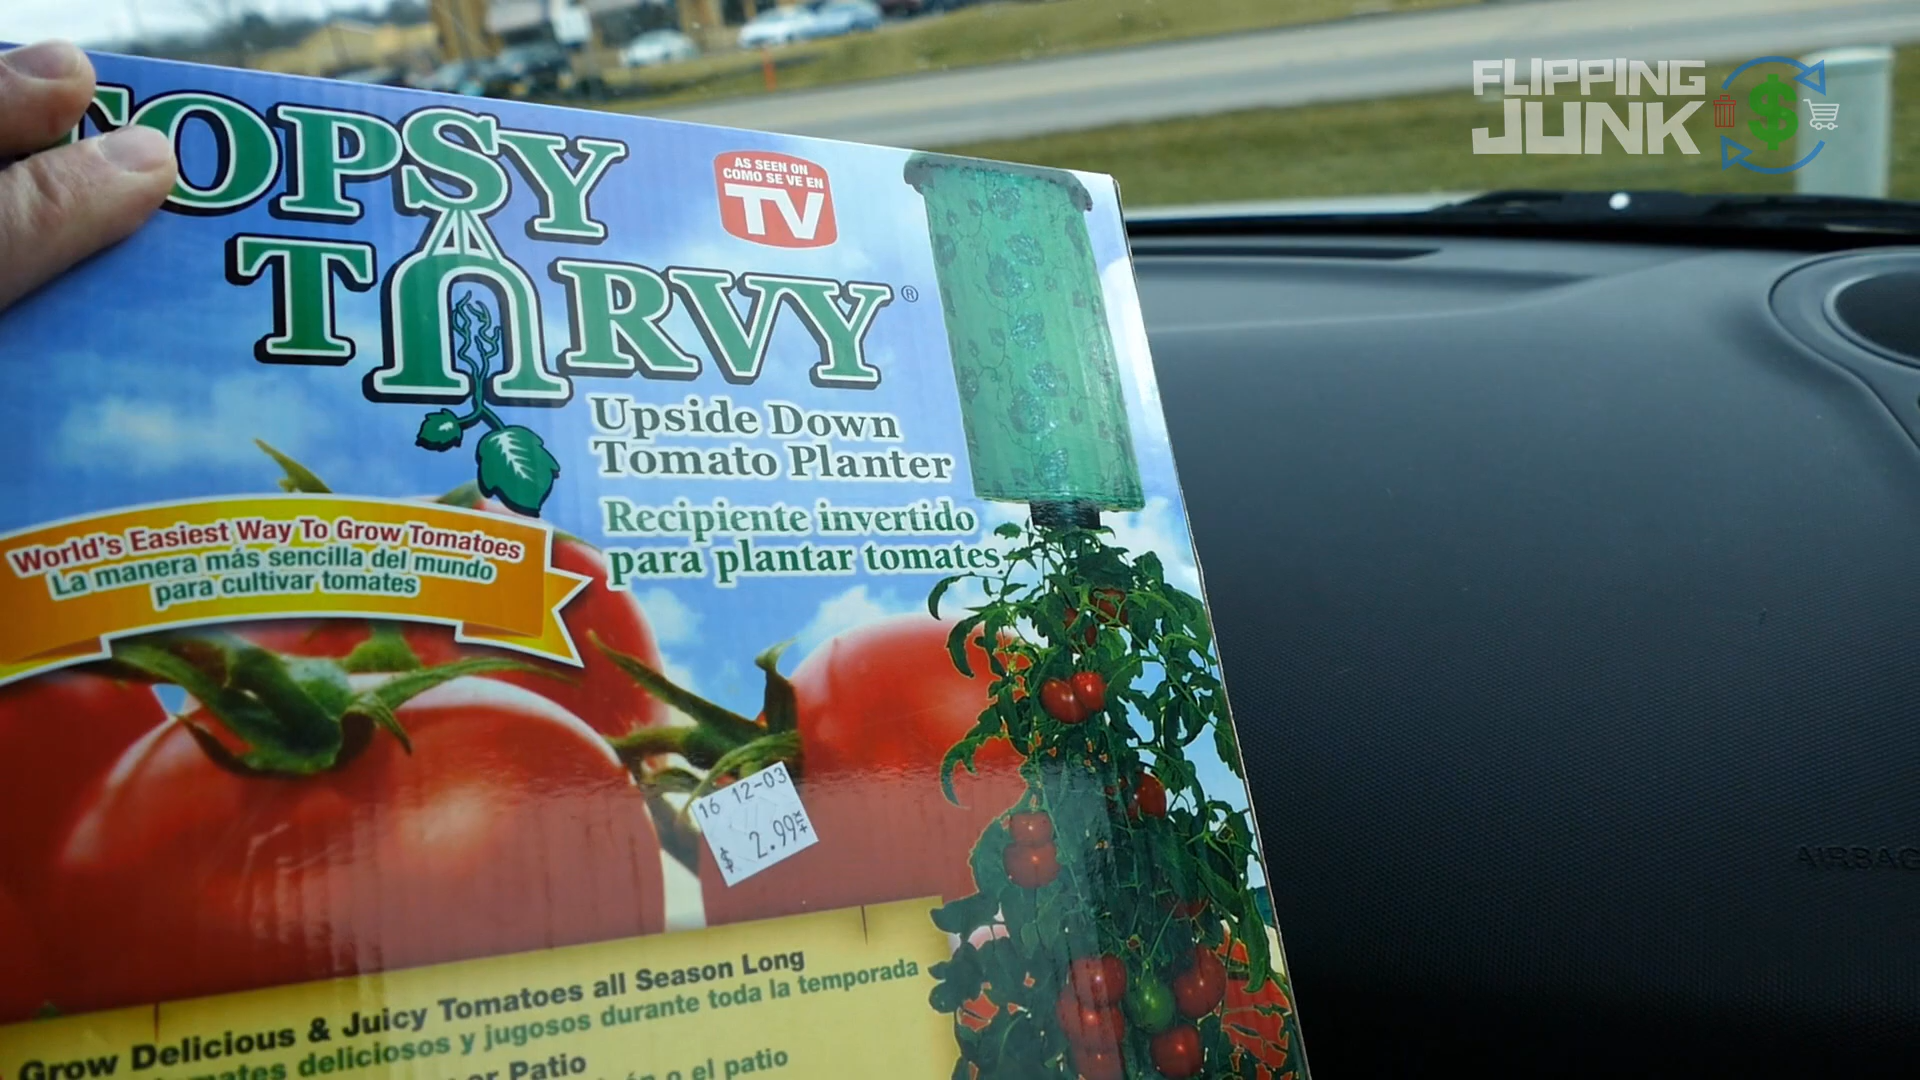 FLIPPING
JUNK
TOPSY
TURVY®
AS SEEN ON
COMO SE VE EN
TV
Upside Down
Tomato Planter
Recipiente invertido
para plantar tomates
World's Easiest Way To Grow Tomatoes
La manera más sencilla del mundo
para cultivar tomates
16 12-03
$ 2.99
Grow Delicious & Juicy Tomatoes all Season Long
deliciosos y jugosos durante toda la temporada
or Patio
o el patio
AIRBAG